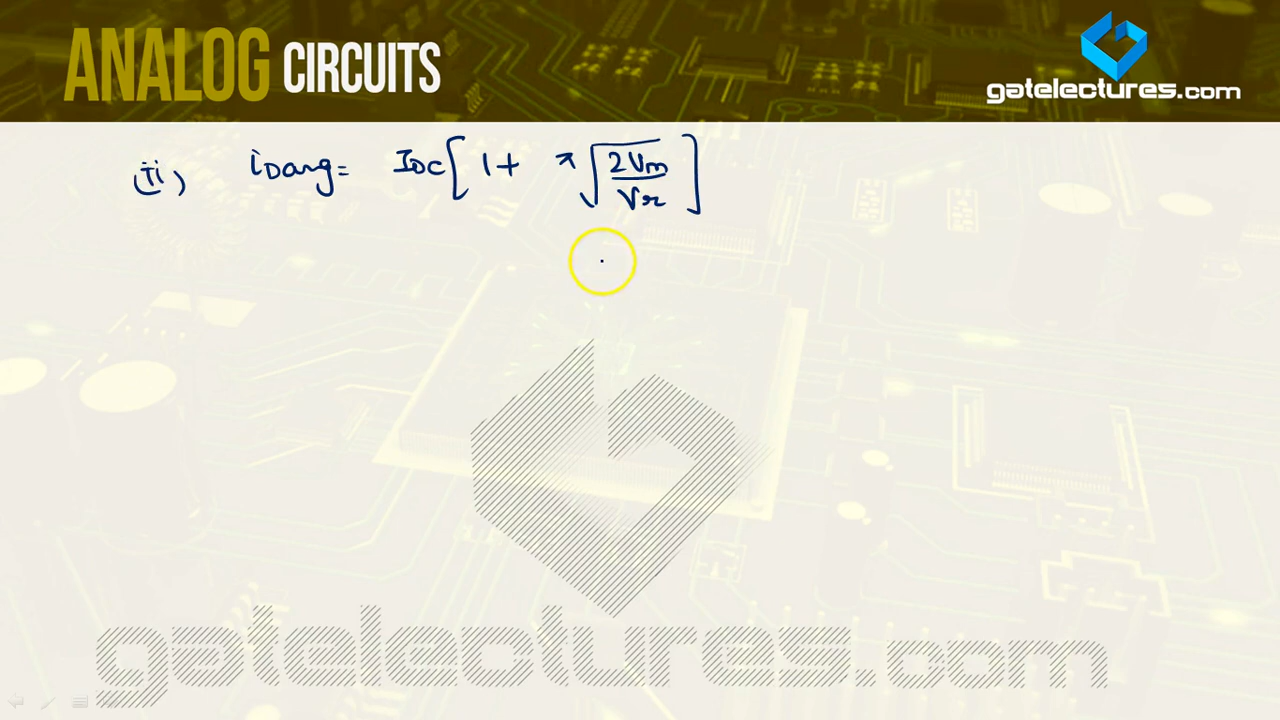 ANALOG CIRCUITS
gatelectures.com
(ii) iDavg = IDC [ 1 + π √(2Vm / Vr) ]
gatelectures.com